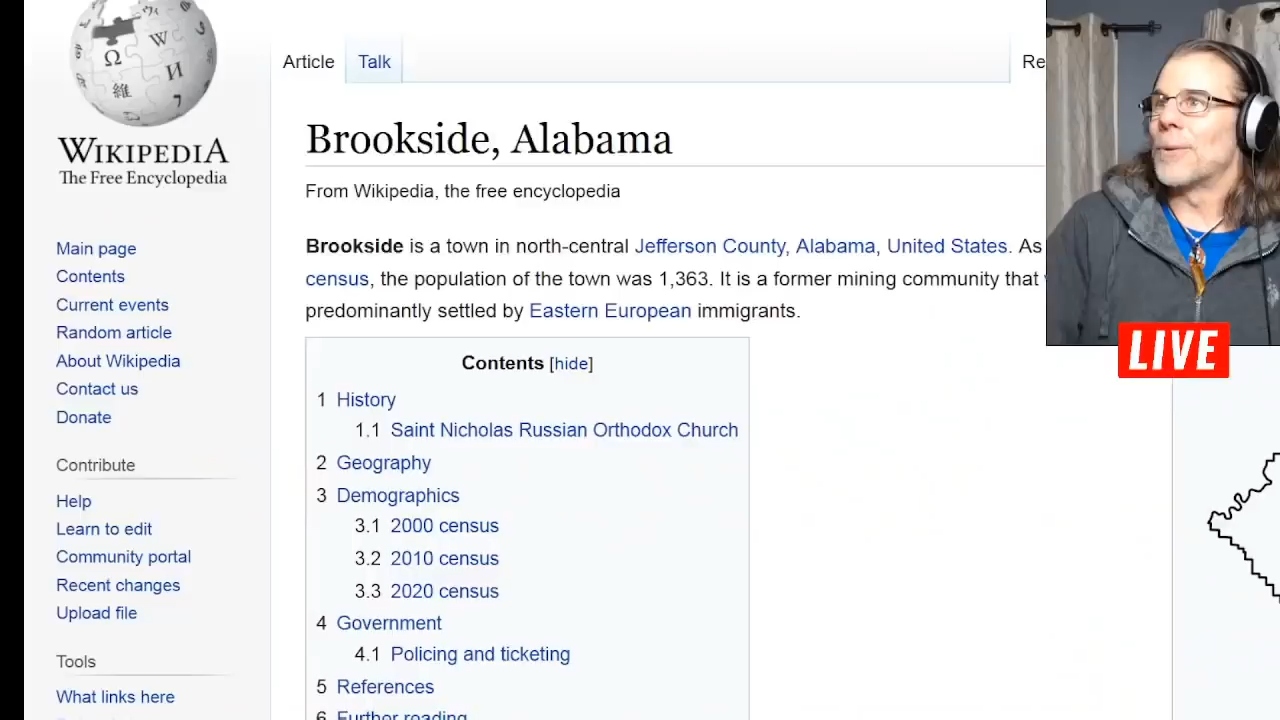 Ω
W
И
維
WIKIPEDIA
The Free Encyclopedia
Article
Talk
Re
Brookside, Alabama
From Wikipedia, the free encyclopedia
Brookside is a town in north-central Jefferson County, Alabama, United States. As
census, the population of the town was 1,363. It is a former mining community that
predominantly settled by Eastern European immigrants.
Contents [hide]
1 History
1.1 Saint Nicholas Russian Orthodox Church
2 Geography
3 Demographics
3.1 2000 census
3.2 2010 census
3.3 2020 census
4 Government
4.1 Policing and ticketing
5 References
6 Further reading
Main page
Contents
Current events
Random article
About Wikipedia
Contact us
Donate
Contribute
Help
Learn to edit
Community portal
Recent changes
Upload file
Tools
What links here
LIVE